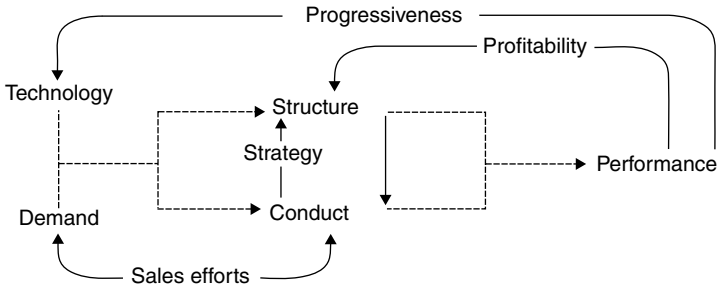 Progressiveness
Profitability
Technology
Structure
Strategy
Performance
Demand
Conduct
Sales efforts